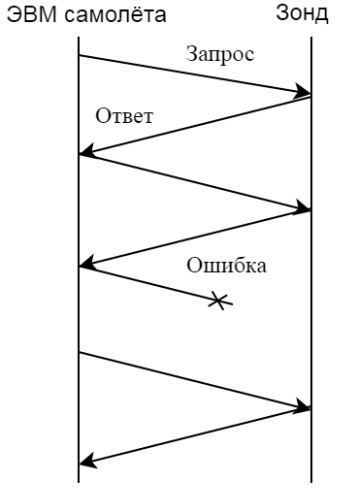 ЭВМ самолёта
Зонд
Запрос
Ответ
Ошибка